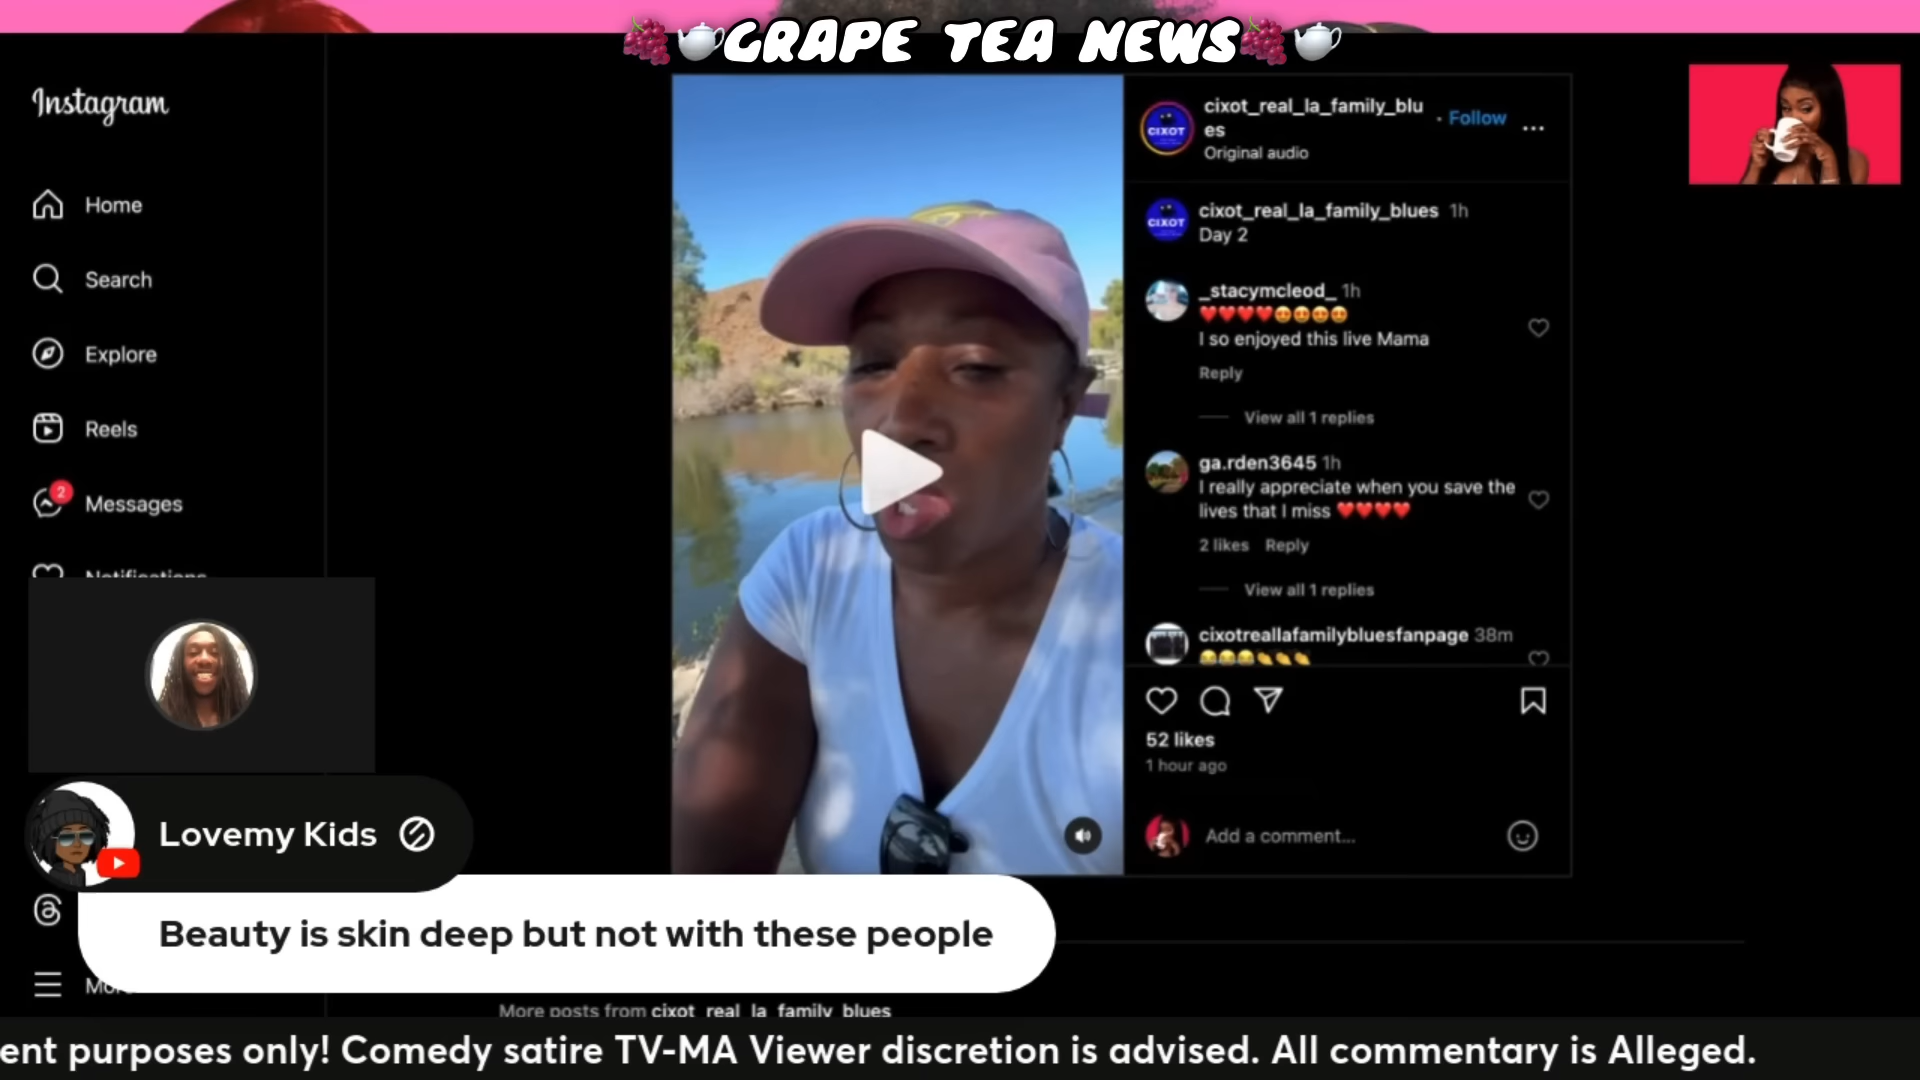 GRAPE TEA NEWS
Instagram
Home
Search
Explore
Reels
2
Messages
Notifications
cixot_real_la_family_blu
es
· Follow
Original audio
CIXOT
cixot_real_la_family_blues 1h
Day 2
CIXOT
_stacymcleod_ 1h
❤️❤️❤️❤️😍😍😍😍
I so enjoyed this live Mama
Reply
View all 1 replies
ga.rden3645 1h
I really appreciate when you save the
lives that I miss ❤️❤️❤️❤️
2 likes Reply
View all 1 replies
cixotreallafamilybluesfanpage 38m
😂😂😂👏👏👏
52 likes
1 hour ago
Add a comment...
Lovemy Kids
Beauty is skin deep but not with these people
More
More posts from cixot_real_la_family_blues
ent purposes only! Comedy satire TV-MA Viewer discretion is advised. All commentary is Alleged.